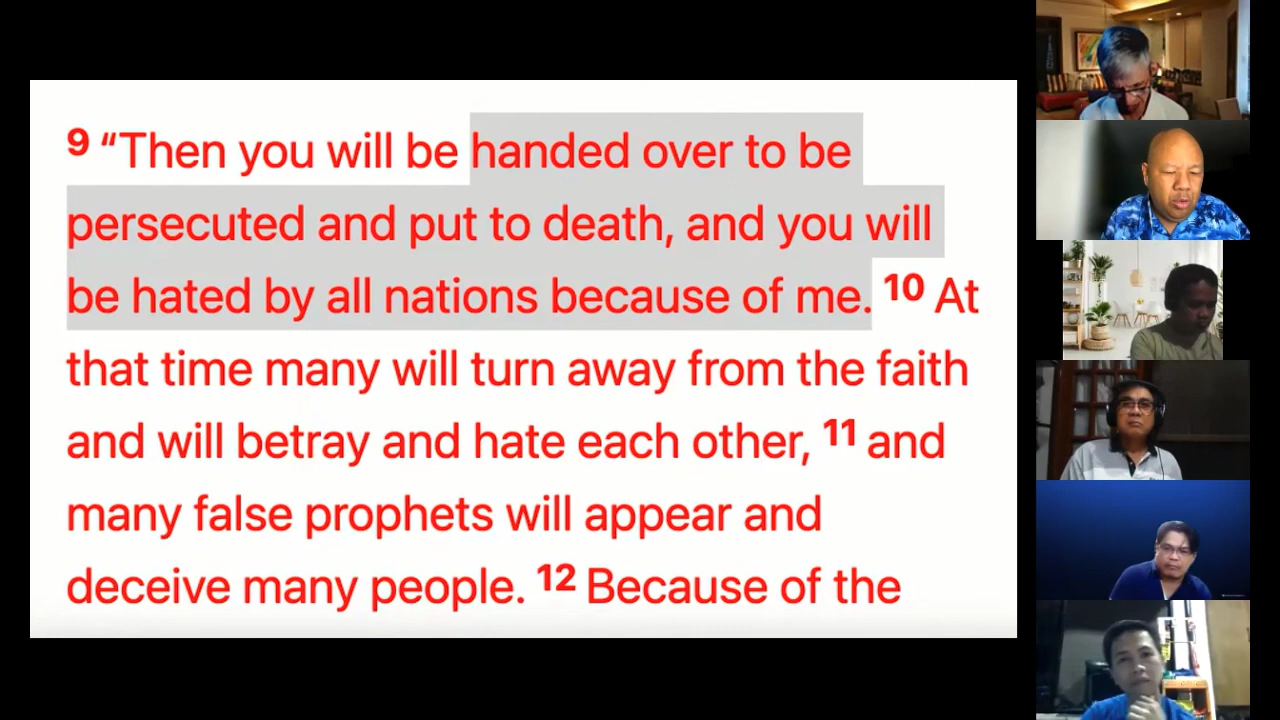 9 “Then you will be handed over to be
persecuted and put to death, and you will
be hated by all nations because of me. 10 At
that time many will turn away from the faith
and will betray and hate each other, 11 and
many false prophets will appear and
deceive many people. 12 Because of the